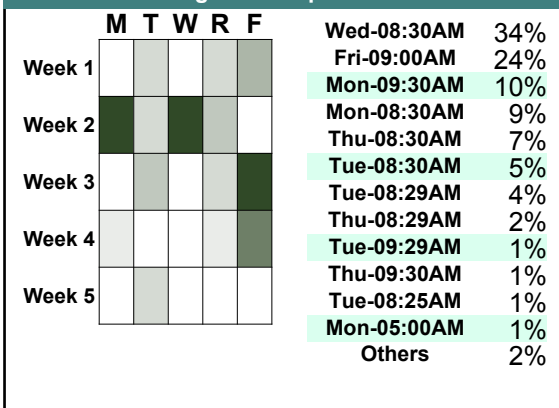 M T W R F
Week 1
Week 2
Week 3
Week 4
Week 5
Wed-08:30AM 34%
Fri-09:00AM 24%
Mon-09:30AM 10%
Mon-08:30AM 9%
Thu-08:30AM 7%
Tue-08:30AM 5%
Tue-08:29AM 4%
Thu-08:29AM 2%
Tue-09:29AM 1%
Thu-09:30AM 1%
Tue-08:25AM 1%
Mon-05:00AM 1%
Others 2%